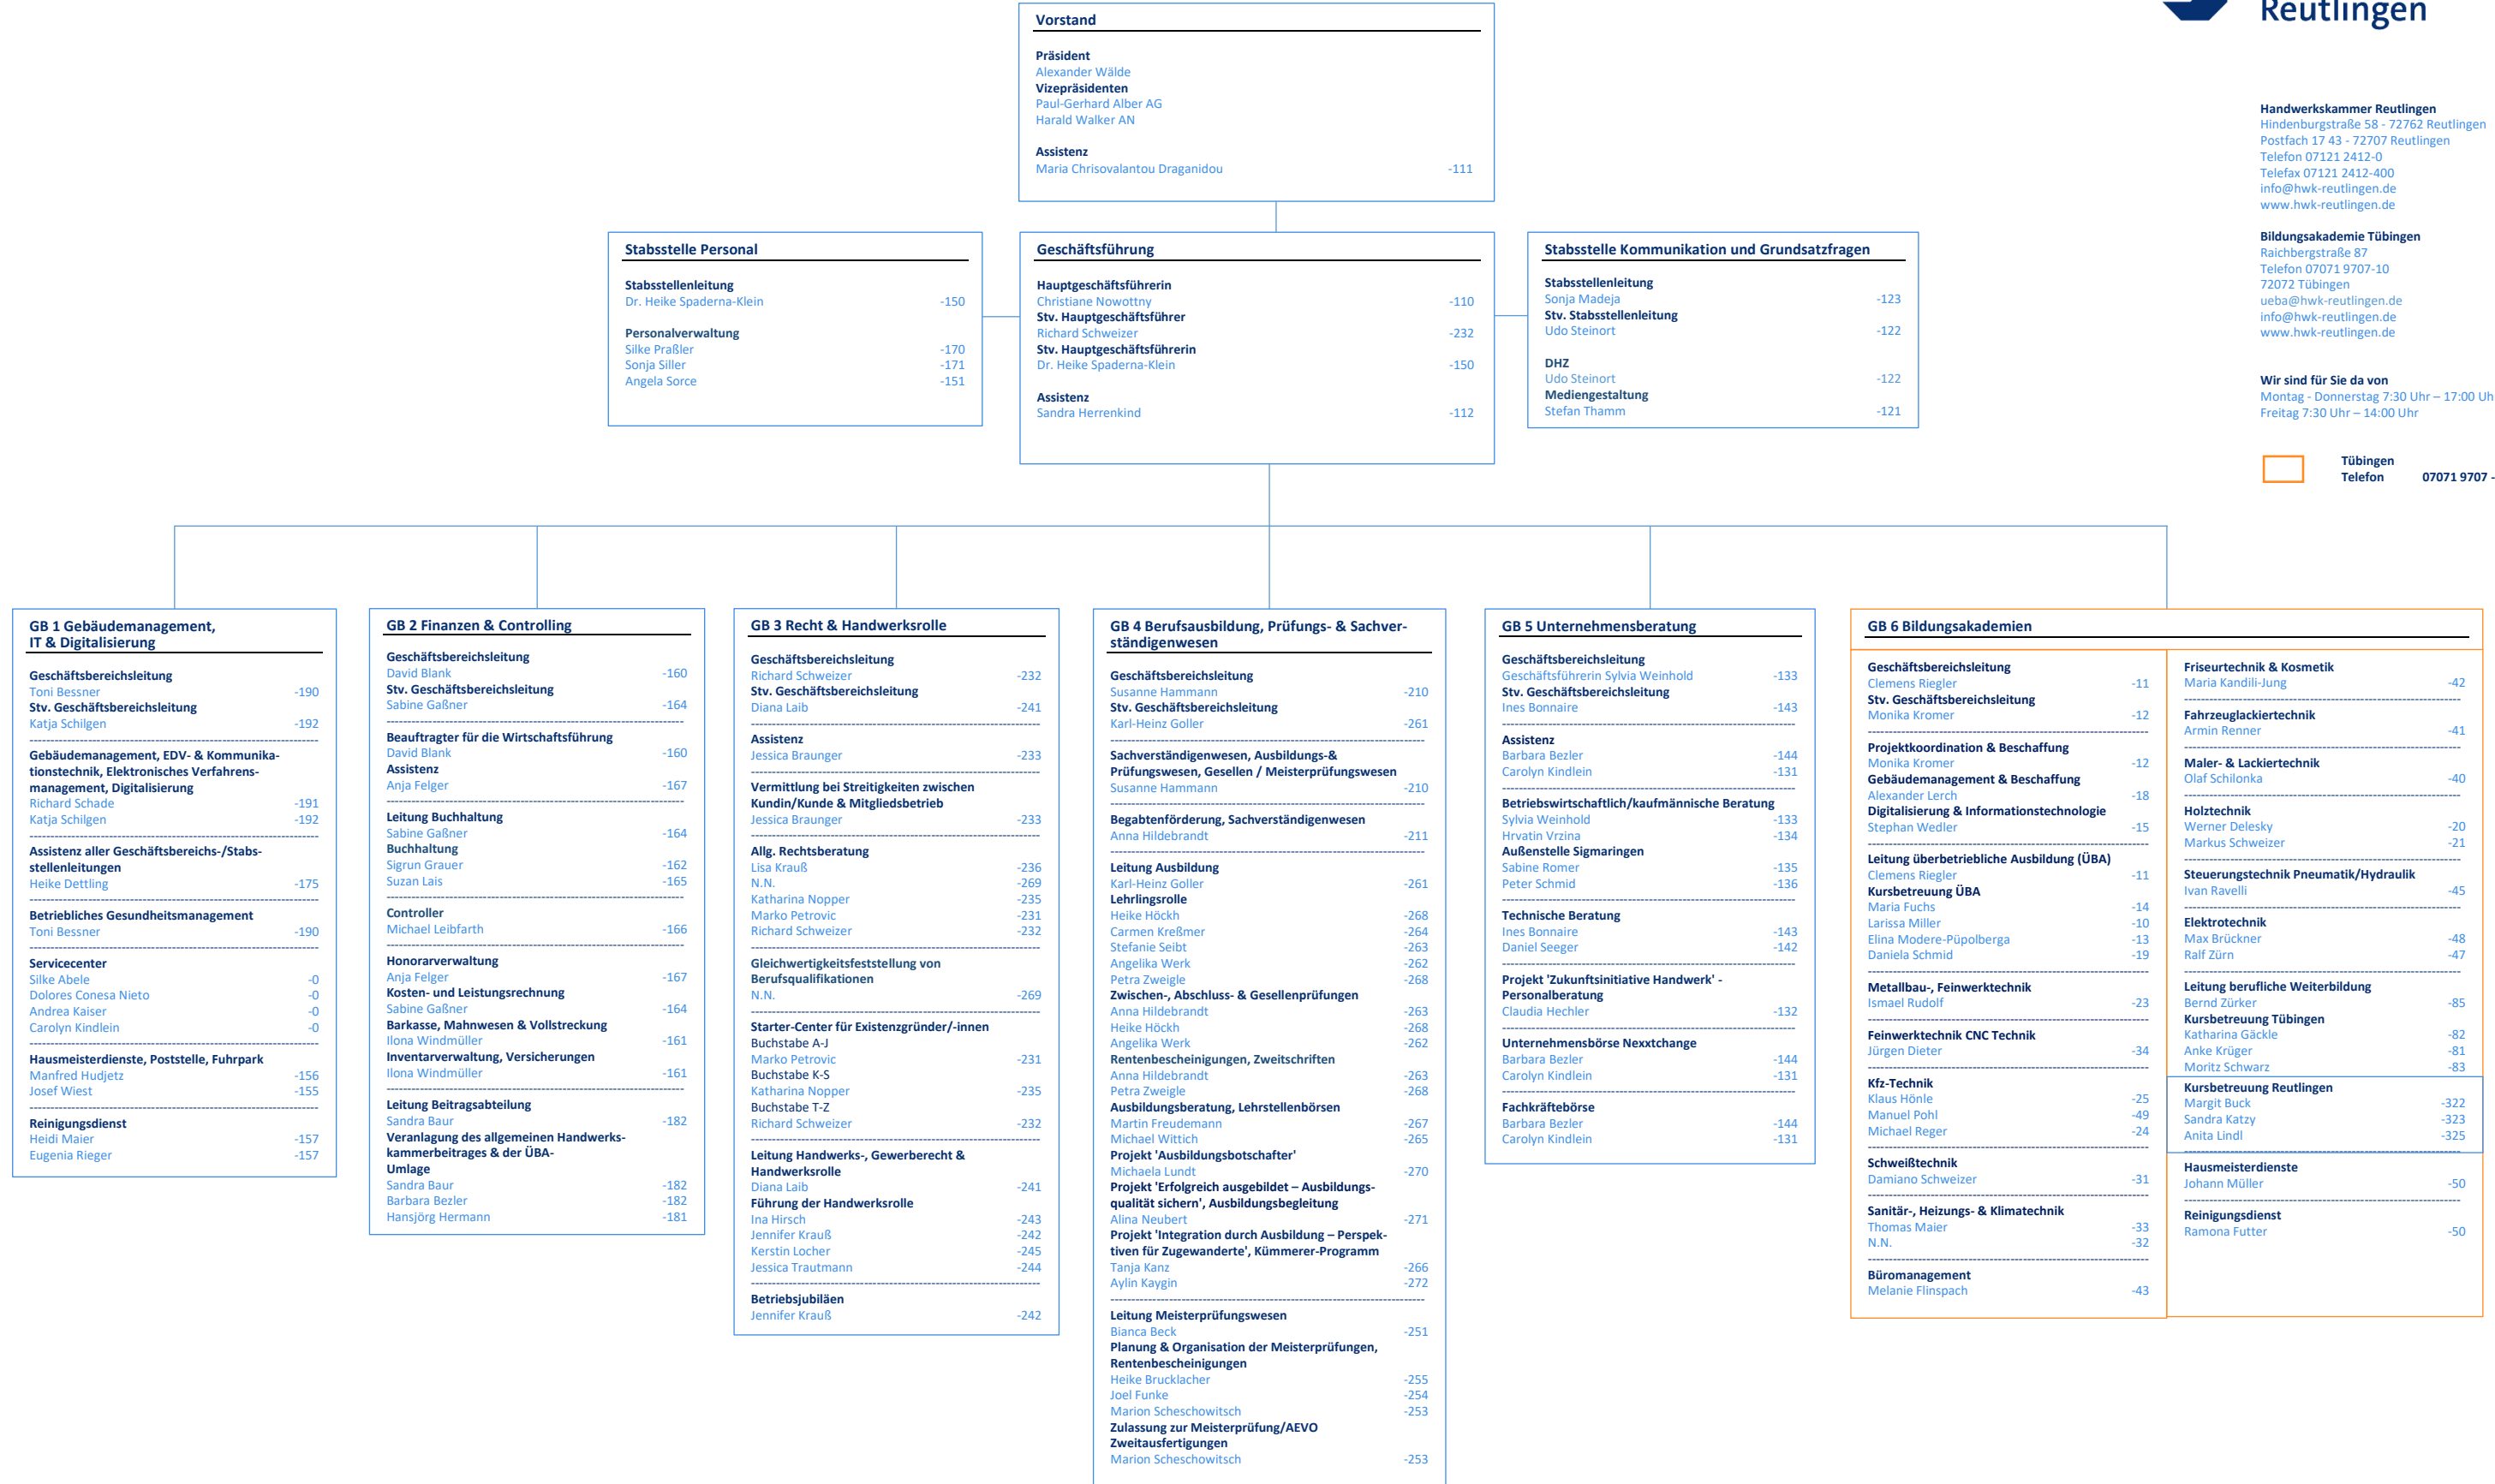 Reutlingen
Vorstand
Präsident
Alexander Wälde
Vizepräsidenten
Paul-Gerhard Alber AG
Harald Walker AN
Assistenz
Maria Chrisovalantou Draganidou -111
Handwerkskammer Reutlingen
Hindenburgstraße 58 - 72762 Reutlingen
Postfach 17 43 - 72707 Reutlingen
Telefon 07121 2412-0
Telefax 07121 2412-400
info@hwk-reutlingen.de
www.hwk-reutlingen.de
Bildungsakademie Tübingen
Raichbergstraße 87
Telefon 07071 9707-10
72072 Tübingen
ueba@hwk-reutlingen.de
info@hwk-reutlingen.de
www.hwk-reutlingen.de
Wir sind für Sie da von
Montag - Donnerstag 7:30 Uhr – 17:00 Uh
Freitag 7:30 Uhr – 14:00 Uhr
Tübingen
Telefon 07071 9707 -
Stabsstelle Personal
Stabsstellenleitung
Dr. Heike Spaderna-Klein -150
Personalverwaltung
Silke Praßler -170
Sonja Siller -171
Angela Sorce -151
Geschäftsführung
Hauptgeschäftsführerin
Christiane Nowottny -110
Stv. Hauptgeschäftsführer
Richard Schweizer -232
Stv. Hauptgeschäftsführerin
Dr. Heike Spaderna-Klein -150
Assistenz
Sandra Herrenkind -112
Stabsstelle Kommunikation und Grundsatzfragen
Stabsstellenleitung
Sonja Madeja -123
Stv. Stabsstellenleitung
Udo Steinort -122
DHZ
Udo Steinort -122
Mediengestaltung
Stefan Thamm -121
GB 1 Gebäudemanagement,
IT & Digitalisierung
Geschäftsbereichsleitung
Toni Bessner -190
Stv. Geschäftsbereichsleitung
Katja Schilgen -192
Gebäudemanagement, EDV- & Kommunika-
tionstechnik, Elektronisches Verfahrens-
management, Digitalisierung
Richard Schade -191
Katja Schilgen -192
Assistenz aller Geschäftsbereichs-/Stabs-
stellenleitungen
Heike Dettling -175
Betriebliches Gesundheitsmanagement
Toni Bessner -190
Servicecenter
Silke Abele -0
Dolores Conesa Nieto -0
Andrea Kaiser -0
Carolyn Kindlein -0
Hausmeisterdienste, Poststelle, Fuhrpark
Manfred Hudjetz -156
Josef Wiest -155
Reinigungsdienst
Heidi Maier -157
Eugenia Rieger -157
GB 2 Finanzen & Controlling
Geschäftsbereichsleitung
David Blank -160
Stv. Geschäftsbereichsleitung
Sabine Gaßner -164
Beauftragter für die Wirtschaftsführung
David Blank -160
Assistenz
Anja Felger -167
Leitung Buchhaltung
Sabine Gaßner -164
Buchhaltung
Sigrun Grauer -162
Suzan Lais -165
Controller
Michael Leibfarth -166
Honorarverwaltung
Anja Felger -167
Kosten- und Leistungsrechnung
Sabine Gaßner -164
Barkasse, Mahnwesen & Vollstreckung
Ilona Windmüller -161
Inventarverwaltung, Versicherungen
Ilona Windmüller -161
Leitung Beitragsabteilung
Sandra Baur -182
Veranlagung des allgemeinen Handwerks-
kammerbeitrages & der ÜBA-
Umlage
Sandra Baur -182
Barbara Bezler -182
Hansjörg Hermann -181
GB 3 Recht & Handwerksrolle
Geschäftsbereichsleitung
Richard Schweizer -232
Stv. Geschäftsbereichsleitung
Diana Laib -241
Assistenz
Jessica Braunger -233
Vermittlung bei Streitigkeiten zwischen
Kundin/Kunde & Mitgliedsbetrieb
Jessica Braunger -233
Allg. Rechtsberatung
Lisa Krauß -236
N.N. -269
Katharina Nopper -235
Marko Petrovic -231
Richard Schweizer -232
Gleichwertigkeitsfeststellung von
Berufsqualifikationen
N.N. -269
Starter-Center für Existenzgründer/-innen
Buchstabe A-J
Marko Petrovic -231
Buchstabe K-S
Katharina Nopper -235
Buchstabe T-Z
Richard Schweizer -232
Leitung Handwerks-, Gewerberecht &
Handwerksrolle
Diana Laib -241
Führung der Handwerksrolle
Ina Hirsch -243
Jennifer Krauß -242
Kerstin Locher -245
Jessica Trautmann -244
Betriebsjubiläen
Jennifer Krauß -242
GB 4 Berufsausbildung, Prüfungs- & Sachver-
ständigenwesen
Geschäftsbereichsleitung
Susanne Hammann -210
Stv. Geschäftsbereichsleitung
Karl-Heinz Goller -261
Sachverständigenwesen, Ausbildungs-&
Prüfungswesen, Gesellen / Meisterprüfungswesen
Susanne Hammann -210
Begabtenförderung, Sachverständigenwesen
Anna Hildebrandt -211
Leitung Ausbildung
Karl-Heinz Goller -261
Lehrlingsrolle
Heike Höckh -268
Carmen Kreßmer -264
Stefanie Seibt -263
Angelika Werk -262
Petra Zweigle -268
Zwischen-, Abschluss- & Gesellenprüfungen
Anna Hildebrandt -263
Heike Höckh -268
Angelika Werk -262
Rentenbescheinigungen, Zweitschriften
Anna Hildebrandt -263
Petra Zweigle -268
Ausbildungsberatung, Lehrstellenbörsen
Martin Freudemann -267
Michael Wittich -265
Projekt 'Ausbildungsbotschafter'
Michaela Lundt -270
Projekt 'Erfolgreich ausgebildet – Ausbildungs-
qualität sichern', Ausbildungsbegleitung
Alina Neubert -271
Projekt 'Integration durch Ausbildung – Perspek-
tiven für Zugewanderte', Kümmerer-Programm
Tanja Kanz -266
Aylin Kaygin -272
Leitung Meisterprüfungswesen
Bianca Beck -251
Planung & Organisation der Meisterprüfungen,
Rentenbescheinigungen
Heike Brucklacher -255
Joel Funke -254
Marion Scheschowitsch -253
Zulassung zur Meisterprüfung/AEVO
Zweitausfertigungen
Marion Scheschowitsch -253
GB 5 Unternehmensberatung
Geschäftsbereichsleitung
Geschäftsführerin Sylvia Weinhold -133
Stv. Geschäftsbereichsleitung
Ines Bonnaire -143
Assistenz
Barbara Bezler -144
Carolyn Kindlein -131
Betriebswirtschaftlich/kaufmännische Beratung
Sylvia Weinhold -133
Hrvatin Vrzina -134
Außenstelle Sigmaringen
Sabine Romer -135
Peter Schmid -136
Technische Beratung
Ines Bonnaire -143
Daniel Seeger -142
Projekt 'Zukunftsinitiative Handwerk' -
Personalberatung
Claudia Hechler -132
Unternehmensbörse Nexxtchange
Barbara Bezler -144
Carolyn Kindlein -131
Fachkräftebörse
Barbara Bezler -144
Carolyn Kindlein -131
GB 6 Bildungsakademien
Geschäftsbereichsleitung
Clemens Riegler -11
Stv. Geschäftsbereichsleitung
Monika Kromer -12
Projektkoordination & Beschaffung
Monika Kromer -12
Gebäudemanagement & Beschaffung
Alexander Lerch -18
Digitalisierung & Informationstechnologie
Stephan Wedler -15
Leitung überbetriebliche Ausbildung (ÜBA)
Clemens Riegler -11
Kursbetreuung ÜBA
Maria Fuchs -14
Larissa Miller -10
Elina Modere-Püpolberga -13
Daniela Schmid -19
Metallbau-, Feinwerktechnik
Ismael Rudolf -23
Feinwerktechnik CNC Technik
Jürgen Dieter -34
Kfz-Technik
Klaus Hönle -25
Manuel Pohl -49
Michael Reger -24
Schweißtechnik
Damiano Schweizer -31
Sanitär-, Heizungs- & Klimatechnik
Thomas Maier -33
N.N. -32
Büromanagement
Melanie Flinspach -43
Friseurtechnik & Kosmetik
Maria Kandili-Jung -42
Fahrzeuglackiertechnik
Armin Renner -41
Maler- & Lackiertechnik
Olaf Schilonka -40
Holztechnik
Werner Delesky -20
Markus Schweizer -21
Steuerungstechnik Pneumatik/Hydraulik
Ivan Ravelli -45
Elektrotechnik
Max Brückner -48
Ralf Zürn -47
Leitung berufliche Weiterbildung
Bernd Zürker -85
Kursbetreuung Tübingen
Katharina Gäckle -82
Anke Krüger -81
Moritz Schwarz -83
Kursbetreuung Reutlingen
Margit Buck -322
Sandra Katzy -323
Anita Lindl -325
Hausmeisterdienste
Johann Müller -50
Reinigungsdienst
Ramona Futter -50